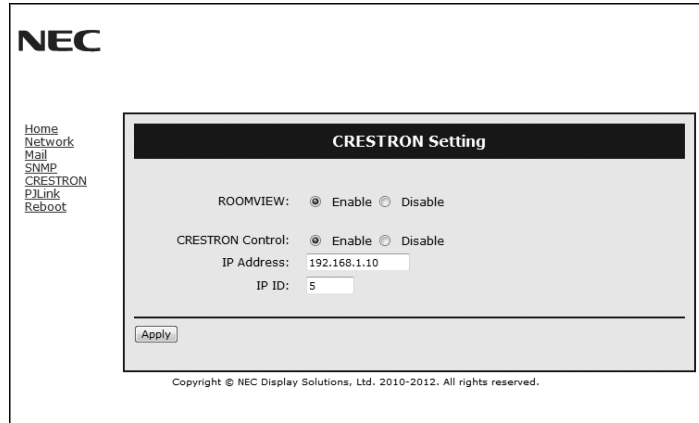 NEC
Home
Network
Mail
SNMP
CRESTRON
PJLink
Reboot
CRESTRON Setting
ROOMVIEW: Enable Disable
CRESTRON Control: Enable Disable
IP Address: 192.168.1.10
IP ID: 5
Apply
Copyright © NEC Display Solutions, Ltd. 2010-2012. All rights reserved.